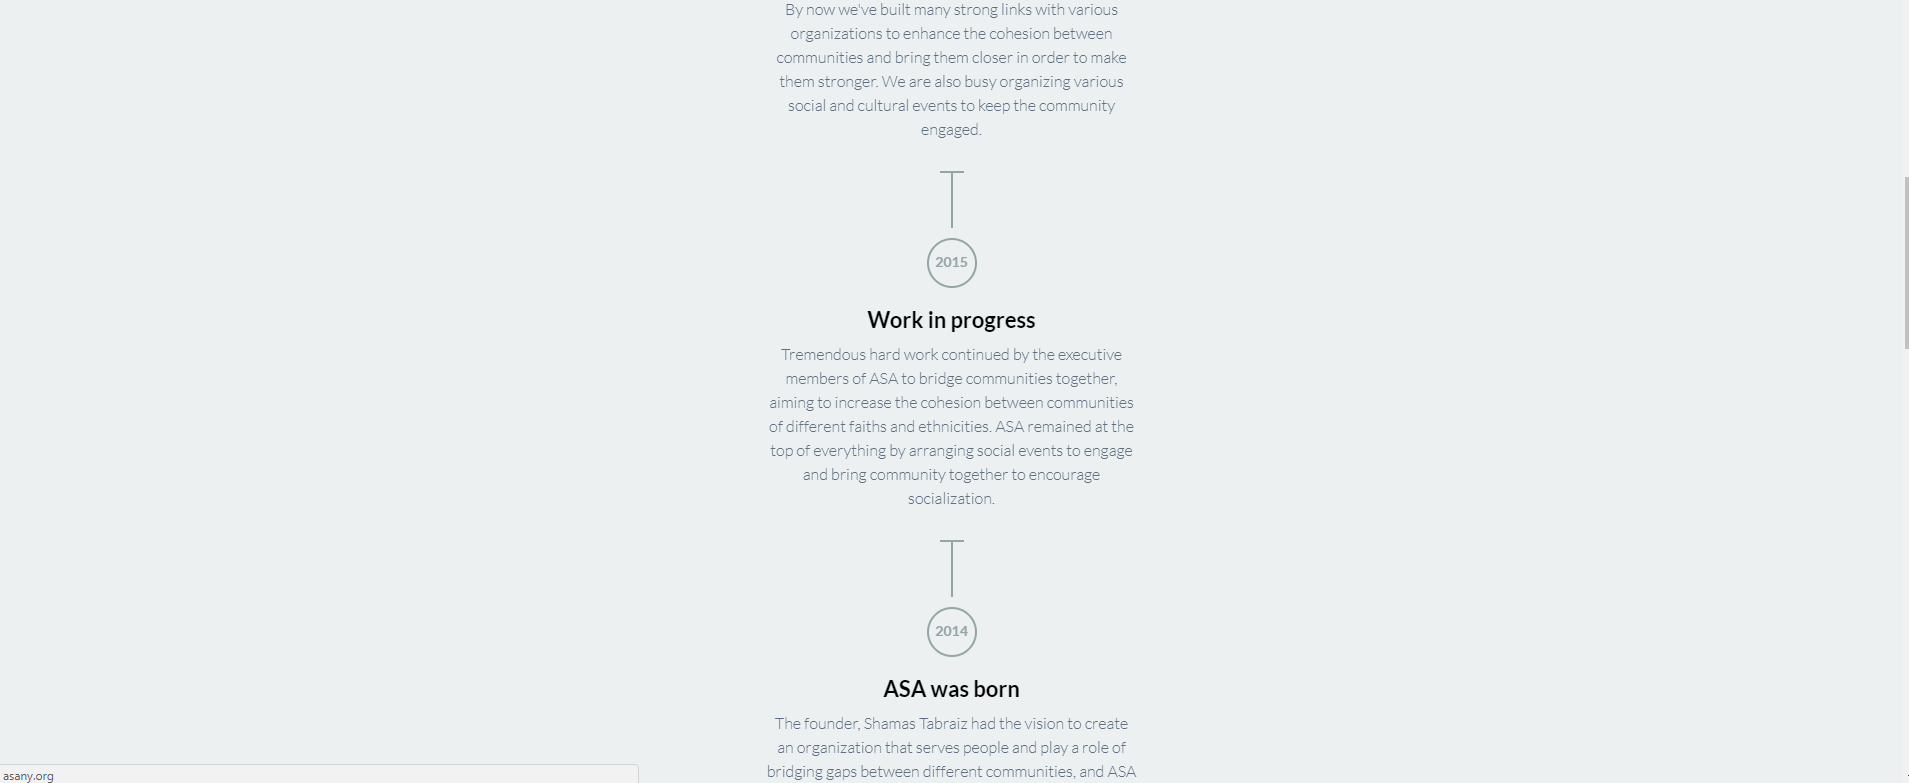 By now we've built many strong links with various
organizations to enhance the cohesion between
communities and bring them closer in order to make
them stronger. We are also busy organizing various
social and cultural events to keep the community
engaged.
2015
Work in progress
Tremendous hard work continued by the executive
members of ASA to bridge communities together,
aiming to increase the cohesion between communities
of different faiths and ethnicities. ASA remained at the
top of everything by arranging social events to engage
and bring community together to encourage
socialization.
2014
ASA was born
The founder, Shamas Tabraiz had the vision to create
an organization that serves people and play a role of
bridging gaps between different communities, and ASA
asany.org